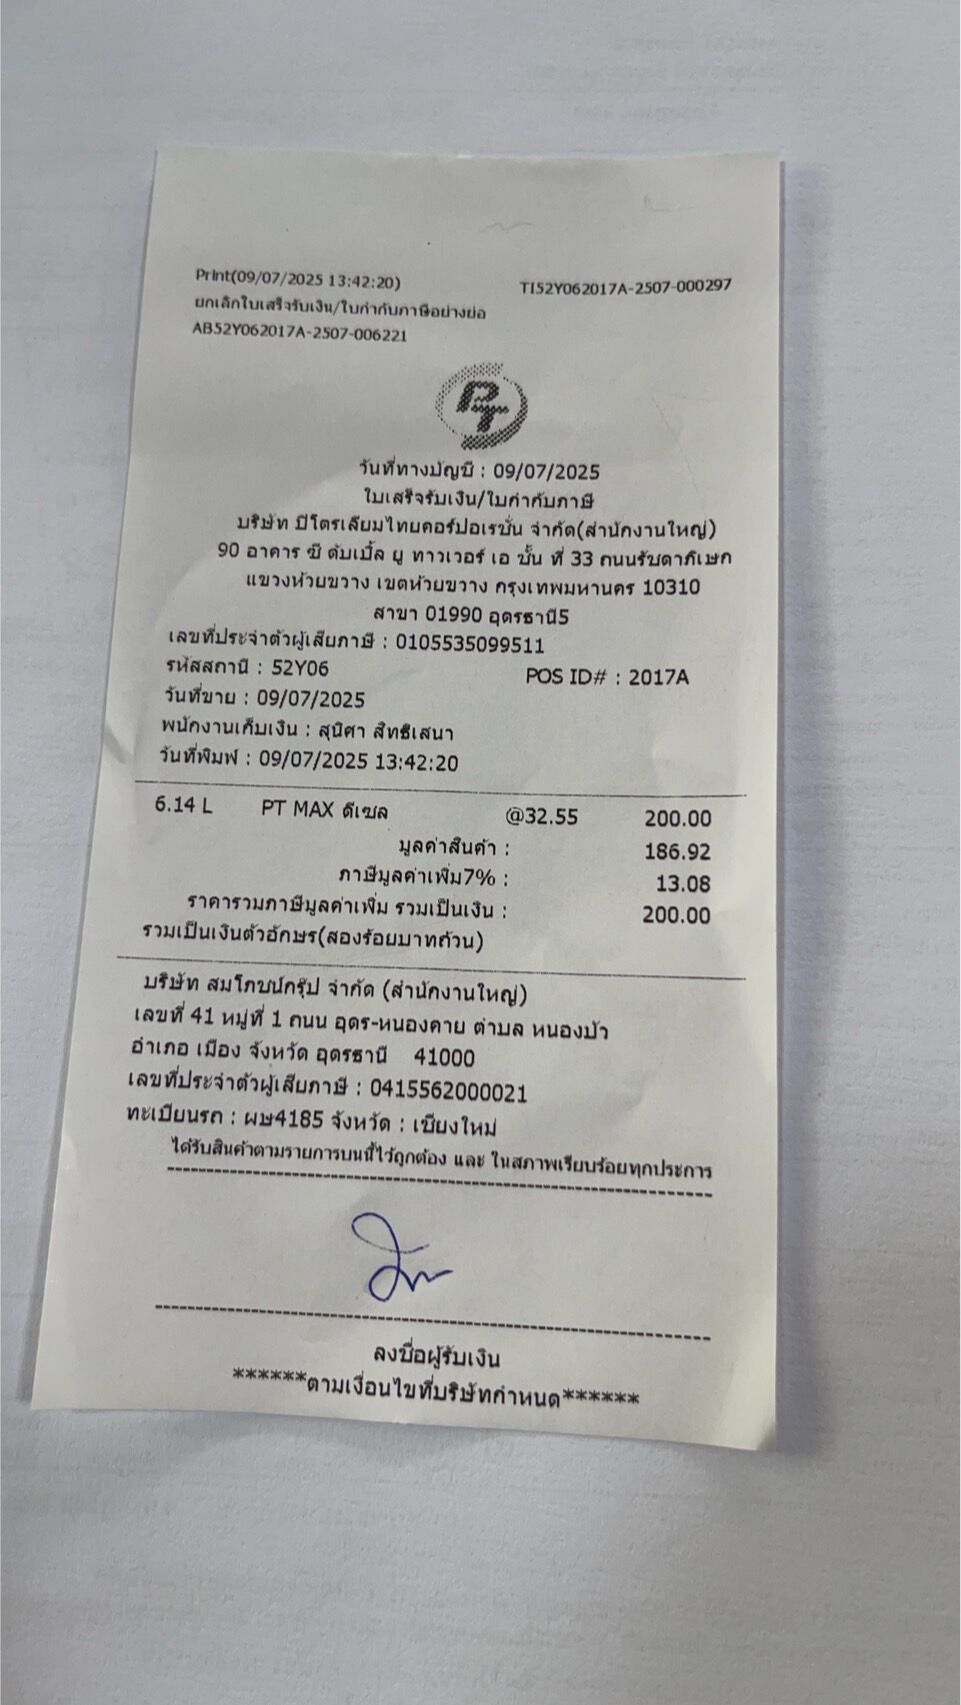 Print(09/07/2025 13:42:20) TI52Y062017A-2507-000297
ยกเลิกใบเสร็จรับเงิน/ใบกำกับภาษีอย่างย่อ
AB52Y062017A-2507-006221
PT
วันที่ทางบัญชี : 09/07/2025
ใบเสร็จรับเงิน/ใบกำกับภาษี
บริษัท ปิโตรเลียมไทยคอร์ปอเรชั่น จำกัด(สำนักงานใหญ่)
90 อาคาร ซี ดับเบิ้ล ยู ทาวเวอร์ เอ ชั้น ที่ 33 ถนนรัชดาภิเษก
แขวงห้วยขวาง เขตห้วยขวาง กรุงเทพมหานคร 10310
สาขา 01990 อุดรธานี5
เลขที่ประจำตัวผู้เสียภาษี : 0105535099511
รหัสสถานี : 52Y06 POS ID# : 2017A
วันที่ขาย : 09/07/2025
พนักงานเก็บเงิน : สุนิศา สิทธิเสนา
วันที่พิมพ์ : 09/07/2025 13:42:20
6.14 L PT MAX ดีเซล @32.55 200.00
มูลค่าสินค้า : 186.92
ภาษีมูลค่าเพิ่ม7% : 13.08
ราคารวมภาษีมูลค่าเพิ่ม รวมเป็นเงิน : 200.00
รวมเป็นเงินตัวอักษร(สองร้อยบาทถ้วน)
บริษัท สมโภชน์กรุ๊ป จำกัด (สำนักงานใหญ่)
เลขที่ 41 หมู่ที่ 1 ถนน อุดร-หนองคาย ตำบล หนองบัว
อำเภอ เมือง จังหวัด อุดรธานี 41000
เลขที่ประจำตัวผู้เสียภาษี : 0415562000021
ทะเบียนรถ : ผษ4185 จังหวัด : เชียงใหม่
ได้รับสินค้าตามรายการบนนี้ไว้ถูกต้อง และ ในสภาพเรียบร้อยทุกประการ
ลงชื่อผู้รับเงิน
******ตามเงื่อนไขที่บริษัทกำหนด******